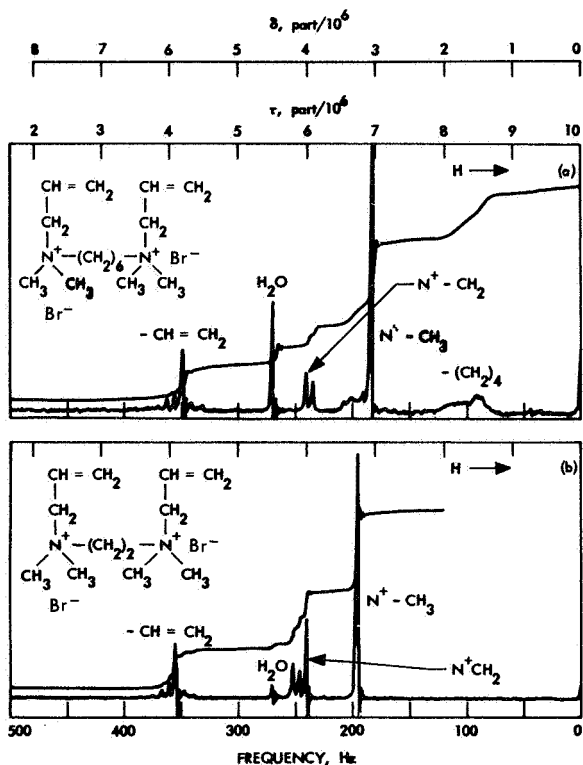 δ, part/10⁶
8 7 6 5 4 3 2 1 0
τ, part/10⁶
2 3 4 5 6 7 8 9 10
H → (a)
CH = CH₂ CH = CH₂
CH₂ CH₂
N⁺ -(CH₂)₆- N⁺ Br⁻
CH₃ CH₃ CH₃ CH₃
Br⁻
H₂O
N⁺ - CH₂
- CH = CH₂
N⁺ - CH₃
- (CH₂)₄
H → (b)
CH = CH₂ CH = CH₂
CH₂ CH₂
N⁺ -(CH₂)₂- N⁺ Br⁻
CH₃ CH₃ CH₃ CH₃
Br⁻
N⁺ - CH₃
- CH = CH₂
H₂O
N⁺CH₂
500 400 300 200 100 0
FREQUENCY, Hz